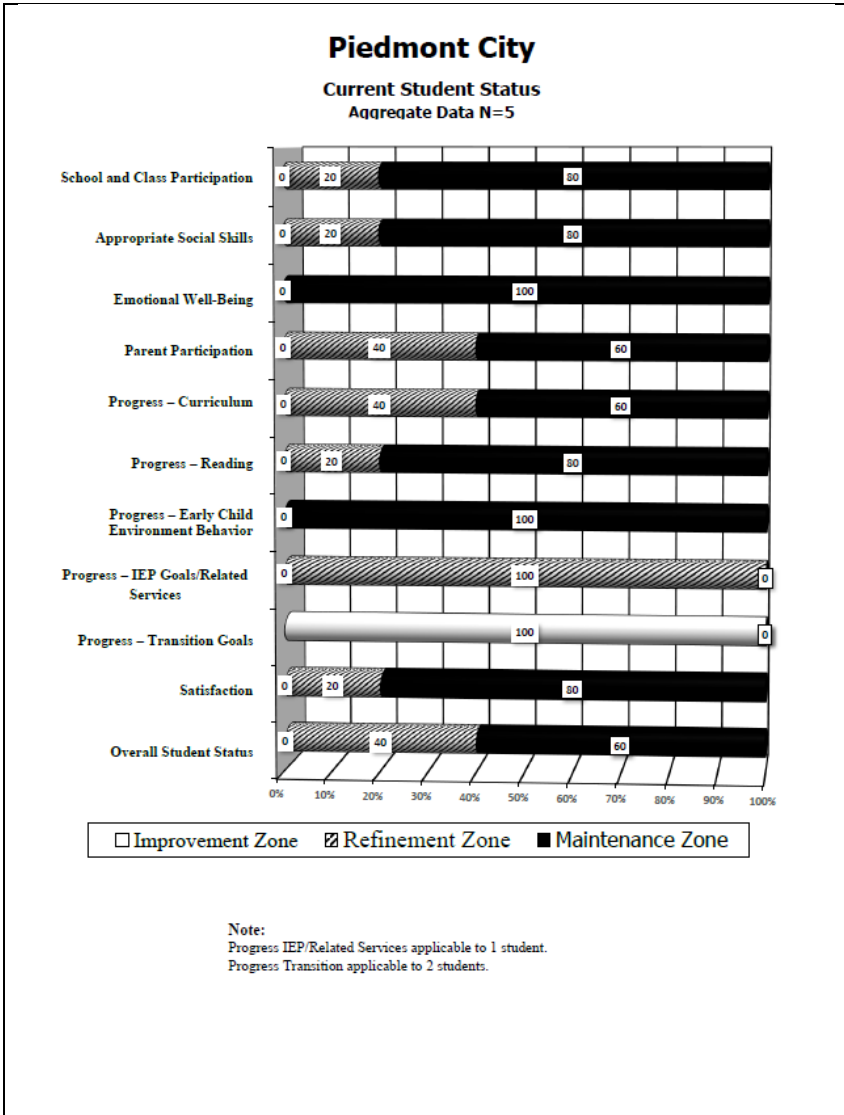 Piedmont City
Current Student Status
Aggregate Data N=5
School and Class Participation
0 20 80
Appropriate Social Skills
0 20 80
Emotional Well-Being
0 100
Parent Participation
0 40 60
Progress – Curriculum
0 40 60
Progress – Reading
0 20 80
Progress – Early Child
Environment Behavior
0 100
Progress – IEP Goals/Related
Services
0 100 0
Progress – Transition Goals
100 0
Satisfaction
0 20 80
Overall Student Status
0 40 60
0% 10% 20% 30% 40% 50% 60% 70% 80% 90% 100%
Improvement Zone Refinement Zone Maintenance Zone
Note:
Progress IEP/Related Services applicable to 1 student.
Progress Transition applicable to 2 students.